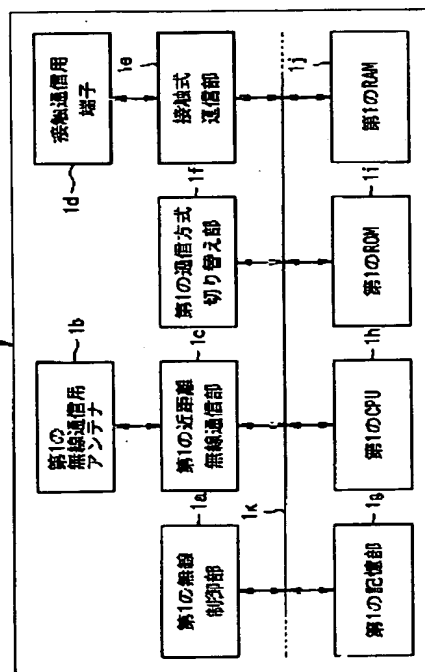 第1の
無線通信用
アンテナ
1b
接触通信用
端子
1d
第1の無線
制御部
1a
第1の近距離
無線通信部
1c
第1の通信方式
切り替え部
1f
接触式
通信部
1e
1k
第1の記憶部
1g
第1のCPU
1h
第1のROM
1i
第1のRAM
1j